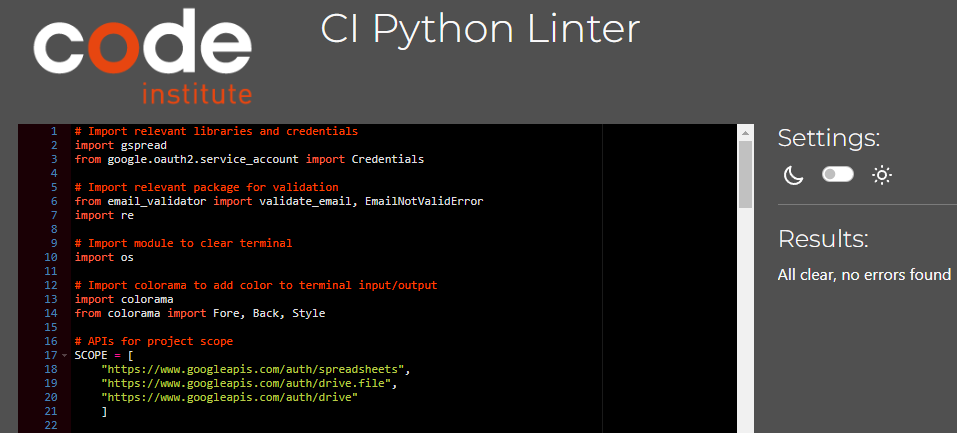 code
institute
CI Python Linter
1 # Import relevant libraries and credentials
2 import gspread
3 from google.oauth2.service_account import Credentials
4
5 # Import relevant package for validation
6 from email_validator import validate_email, EmailNotValidError
7 import re
8
9 # Import module to clear terminal
10 import os
11
12 # Import colorama to add color to terminal input/output
13 import colorama
14 from colorama import Fore, Back, Style
15
16 # APIs for project scope
17 SCOPE = [
18     "https://www.googleapis.com/auth/spreadsheets",
19     "https://www.googleapis.com/auth/drive.file",
20     "https://www.googleapis.com/auth/drive"
21     ]
22
Settings:
Results:
All clear, no errors found